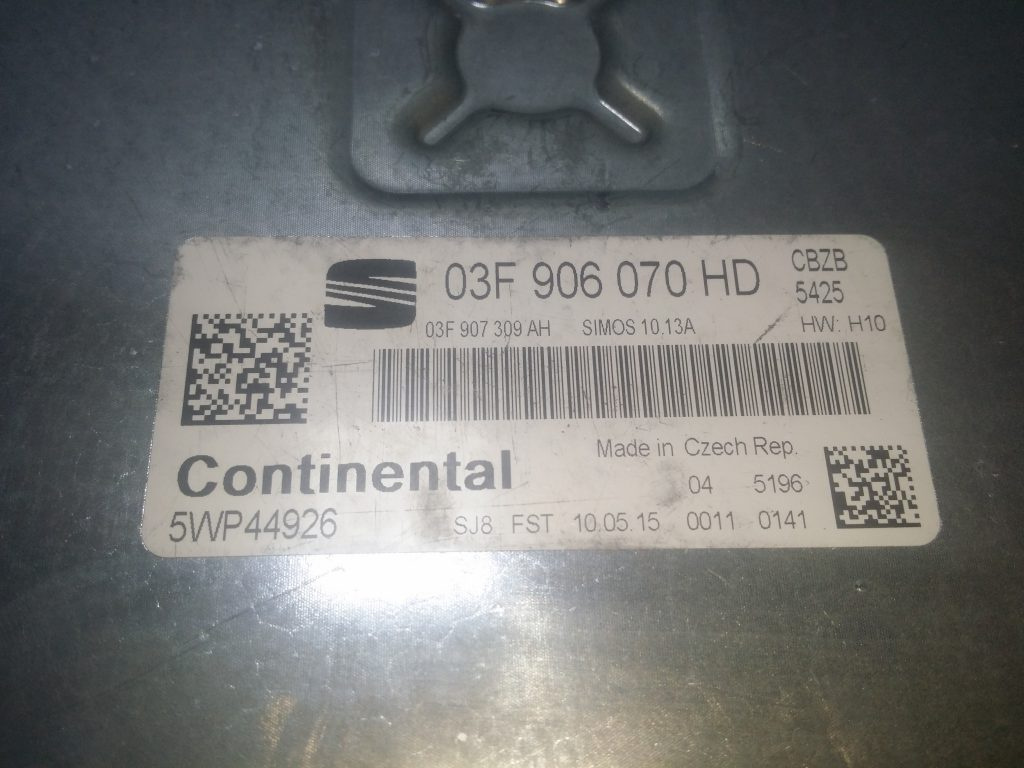 03F 906 070 HD
CBZB
5425
03F 907 309 AH SIMOS 10.13A HW: H10
Made in Czech Rep.
Continental
04 5196
5WP44926
SJ8 FST 10.05.15 0011 0141